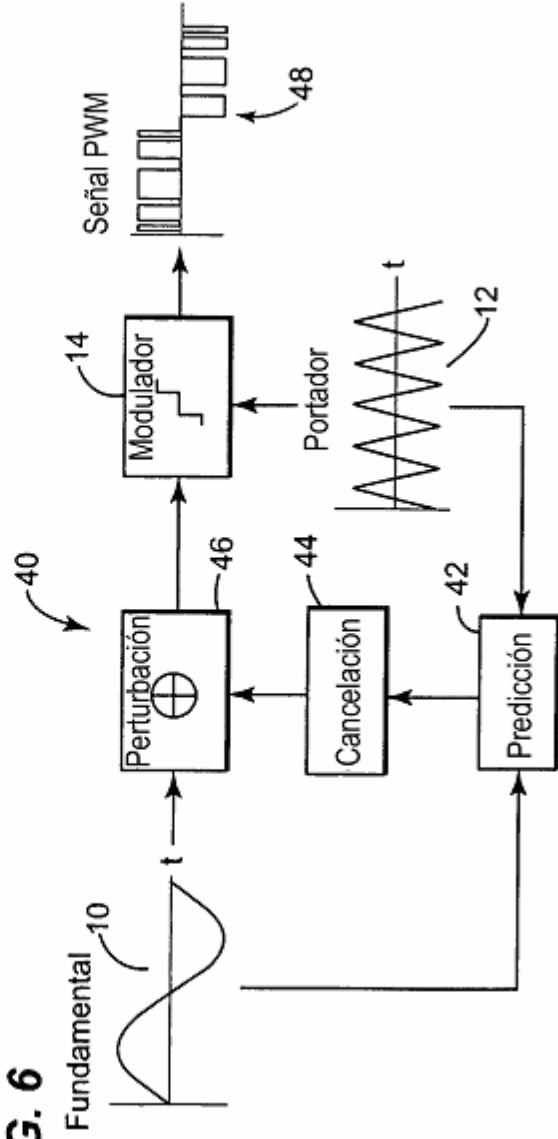 G. 6
Fundamental
10
t
40
Perturbación
46
Cancelación
44
Predicción
42
Modulador
14
Portador
t
12
Señal PWM
48